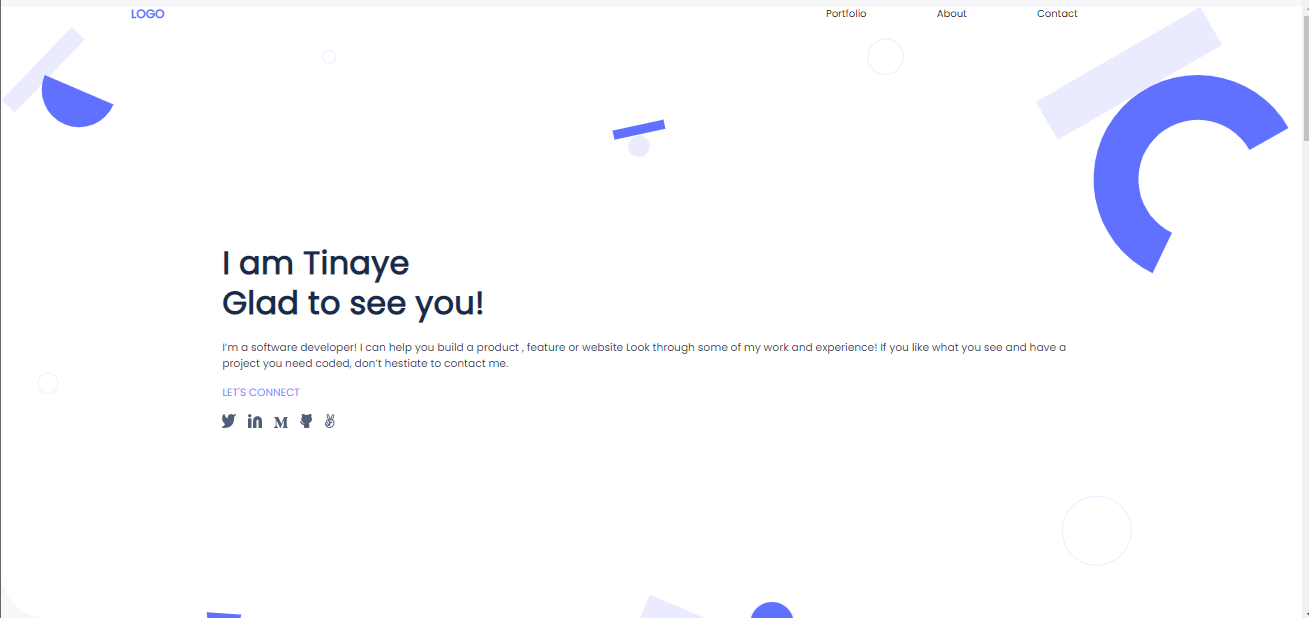 LOGO
Portfolio
About
Contact
I am Tinaye
Glad to see you!
I'm a software developer! I can help you build a product , feature or website Look through some of my work and experience! If you like what you see and have a
project you need coded, don't hestiate to contact me.
LET'S CONNECT